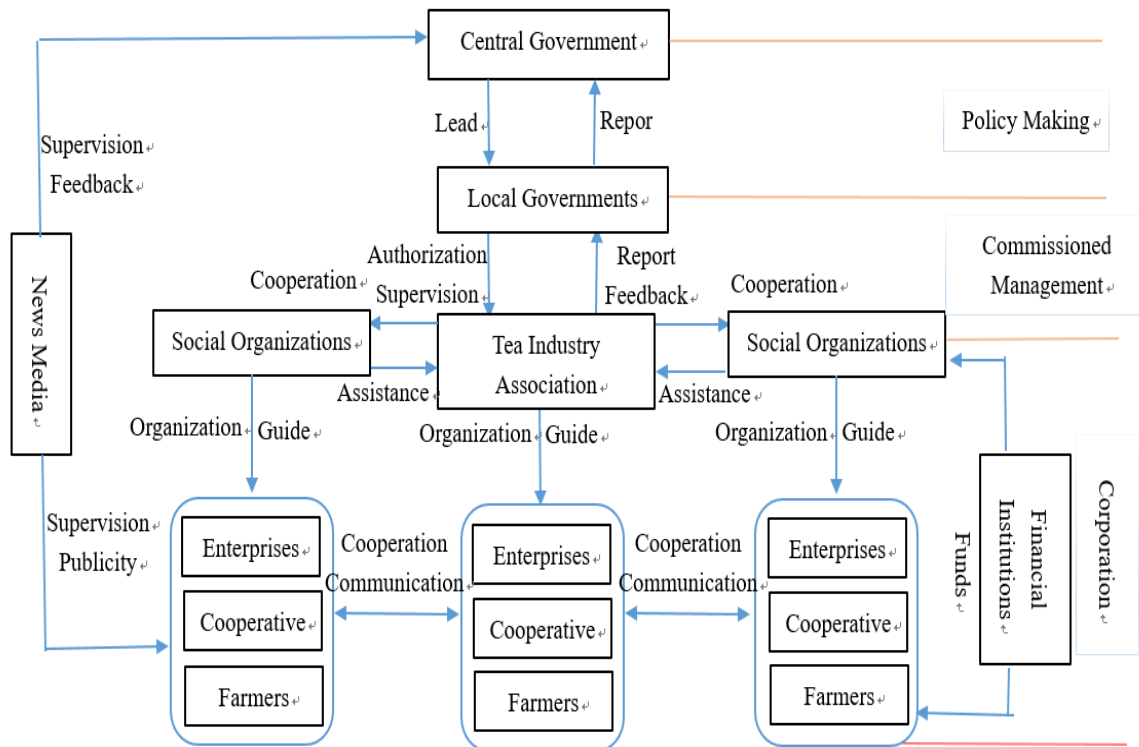 Central Government
Lead
Repor
Policy Making
Supervision
Feedback
Local Governments
Authorization
Supervision
Report
Feedback
Commissioned
Management
Cooperation
Cooperation
News Media
Social Organizations
Tea Industry
Association
Social Organizations
Assistance
Assistance
Organization
Guide
Organization
Guide
Organization
Guide
Financial
Institutions
Funds
Corporation
Supervision
Publicity
Enterprises
Cooperative
Farmers
Cooperation
Communication
Enterprises
Cooperative
Farmers
Cooperation
Communication
Enterprises
Cooperative
Farmers